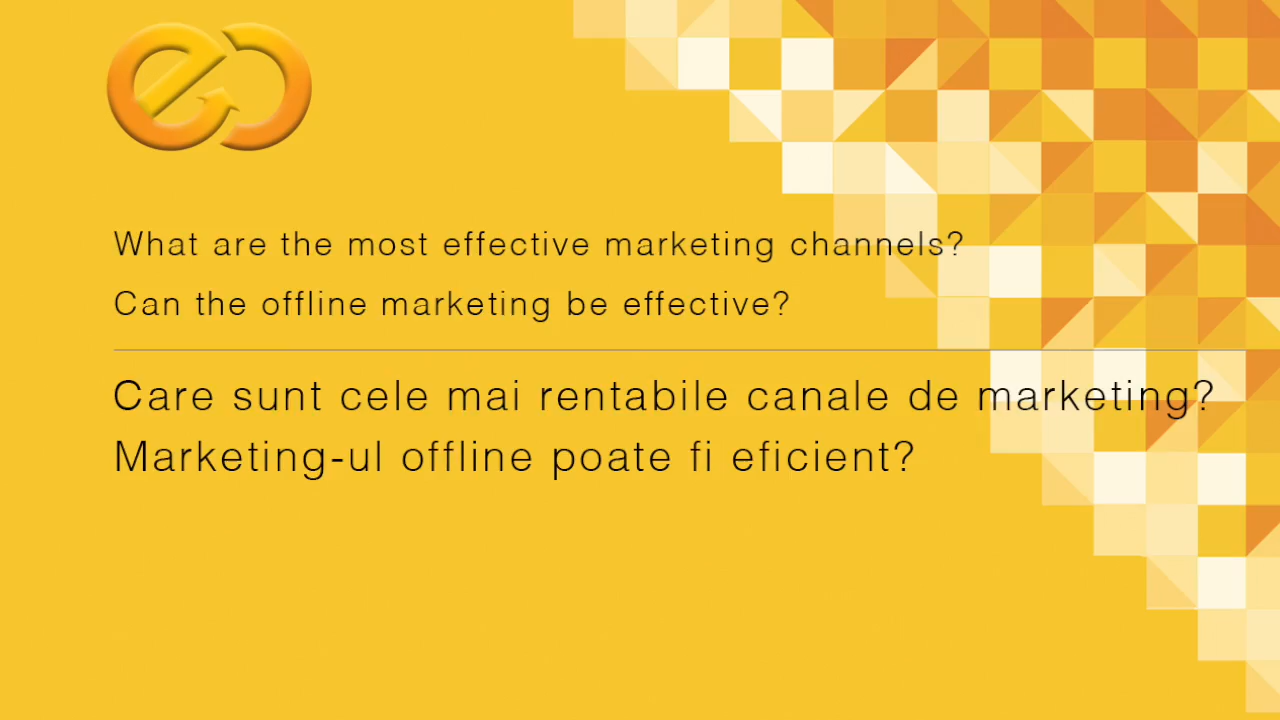 What are the most effective marketing channels?
Can the offline marketing be effective?
Care sunt cele mai rentabile canale de marketing?
Marketing-ul offline poate fi eficient?